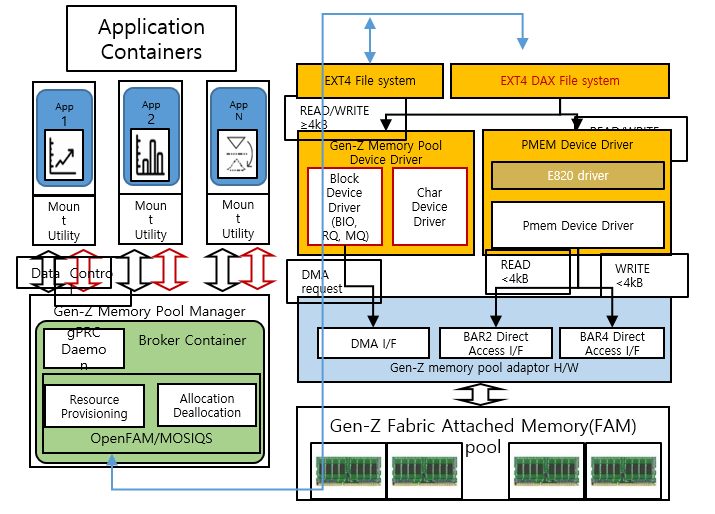 Application
Containers
App
1
App
2
App
N
Moun
t
Utility
Moun
t
Utility
Moun
t
Utility
Data
Contro
Gen-Z Memory Pool Manager
gPRC
Daemo
n
Broker Container
Resource
Provisioning
Allocation
Deallocation
OpenFAM/MOSIQS
EXT4 File system
EXT4 DAX File system
READ/WRITE
≥4kB
READ/WRITE
Gen-Z Memory Pool
Device Driver
Block
Device
Driver
(BIO,
RQ, MQ)
Char
Device
Driver
PMEM Device Driver
E820 driver
Pmem Device Driver
DMA
request
READ
<4kB
WRITE
<4kB
DMA I/F
BAR2 Direct
Access I/F
BAR4 Direct
Access I/F
Gen-Z memory pool adaptor H/W
Gen-Z Fabric Attached Memory(FAM)
pool